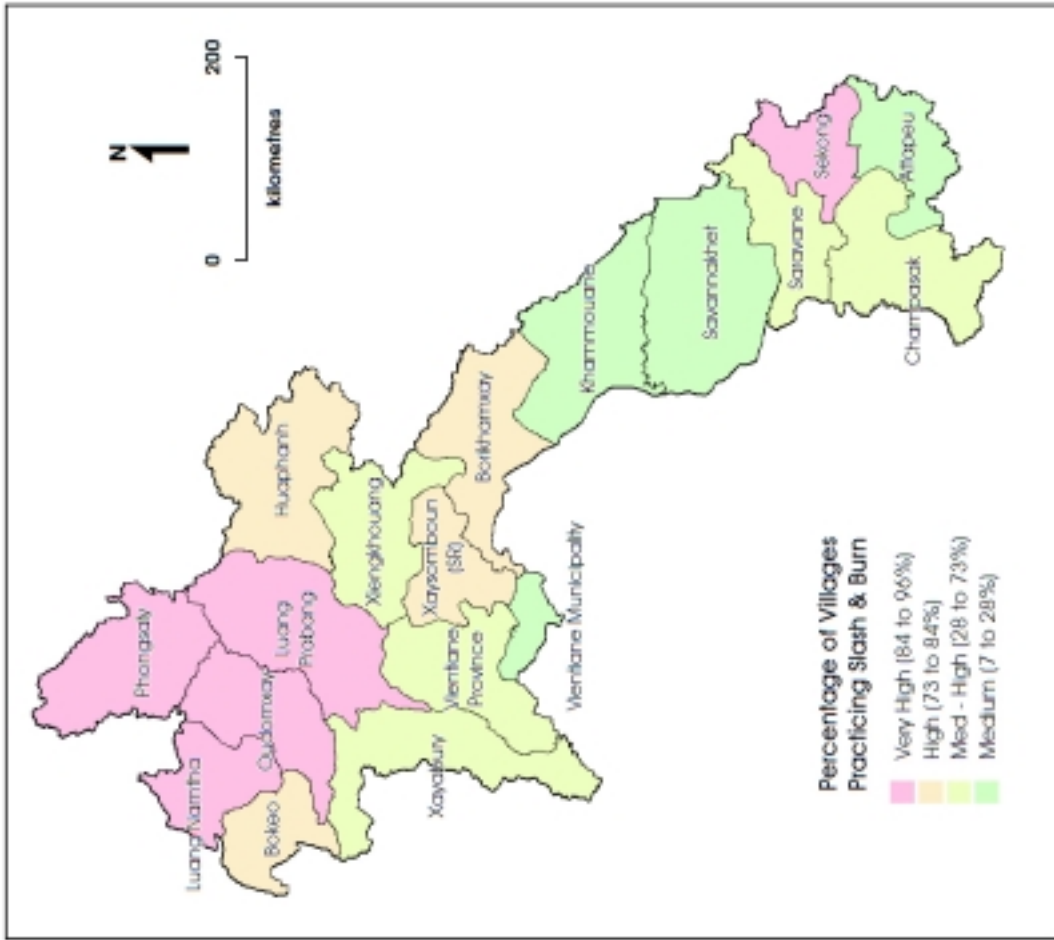 N
0 200
kilometres
Phongsaly
Luang Namtha
Oudomxay
Bokeo
Luang
Prabang
Huaphanh
Xayabury
Xiengkhouang
Vientiane
Province
Xaysomboun
(SR)
Borikhamxay
Vientiane Municipality
Khammouane
Savannakhet
Saravane
Sekong
Champasak
Attapeu
Percentage of Villages
Practicing Slash & Burn
Very High (84 to 96%)
High (73 to 84%)
Med - High (28 to 73%)
Medium (7 to 28%)